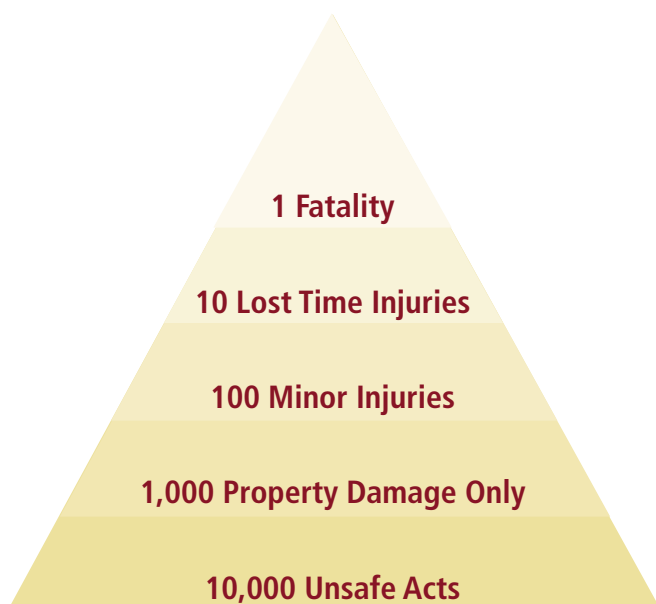 1 Fatality
10 Lost Time Injuries
100 Minor Injuries
1,000 Property Damage Only
10,000 Unsafe Acts